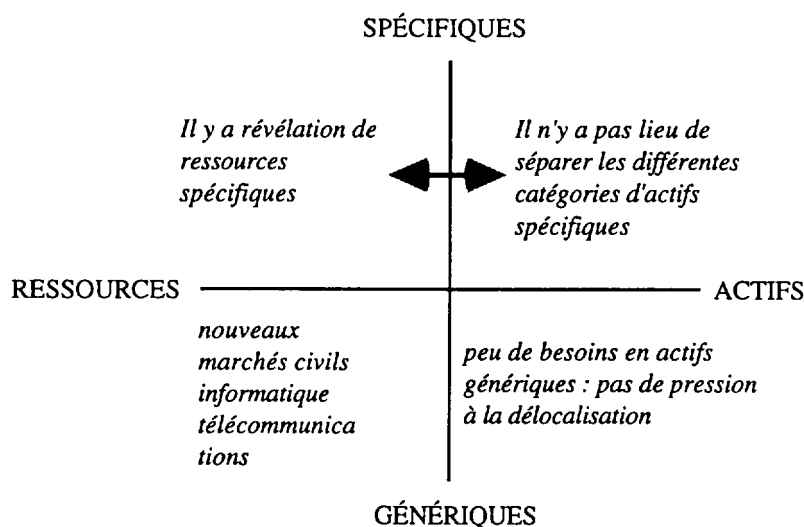 SPÉCIFIQUES
Il y a révélation de
ressources
spécifiques
Il n'y a pas lieu de
séparer les différentes
catégories d'actifs
spécifiques
RESSOURCES
ACTIFS
nouveaux
marchés civils
informatique
télécommunica
tions
peu de besoins en actifs
génériques : pas de pression
à la délocalisation
GÉNÉRIQUES